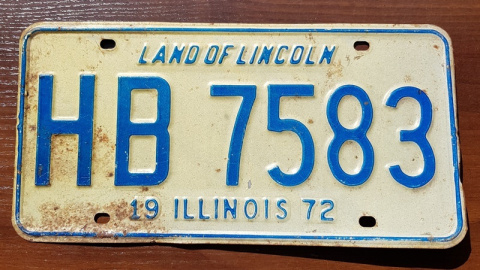 LAND OF LINCOLN
HB 7583
19 ILLINOIS 72